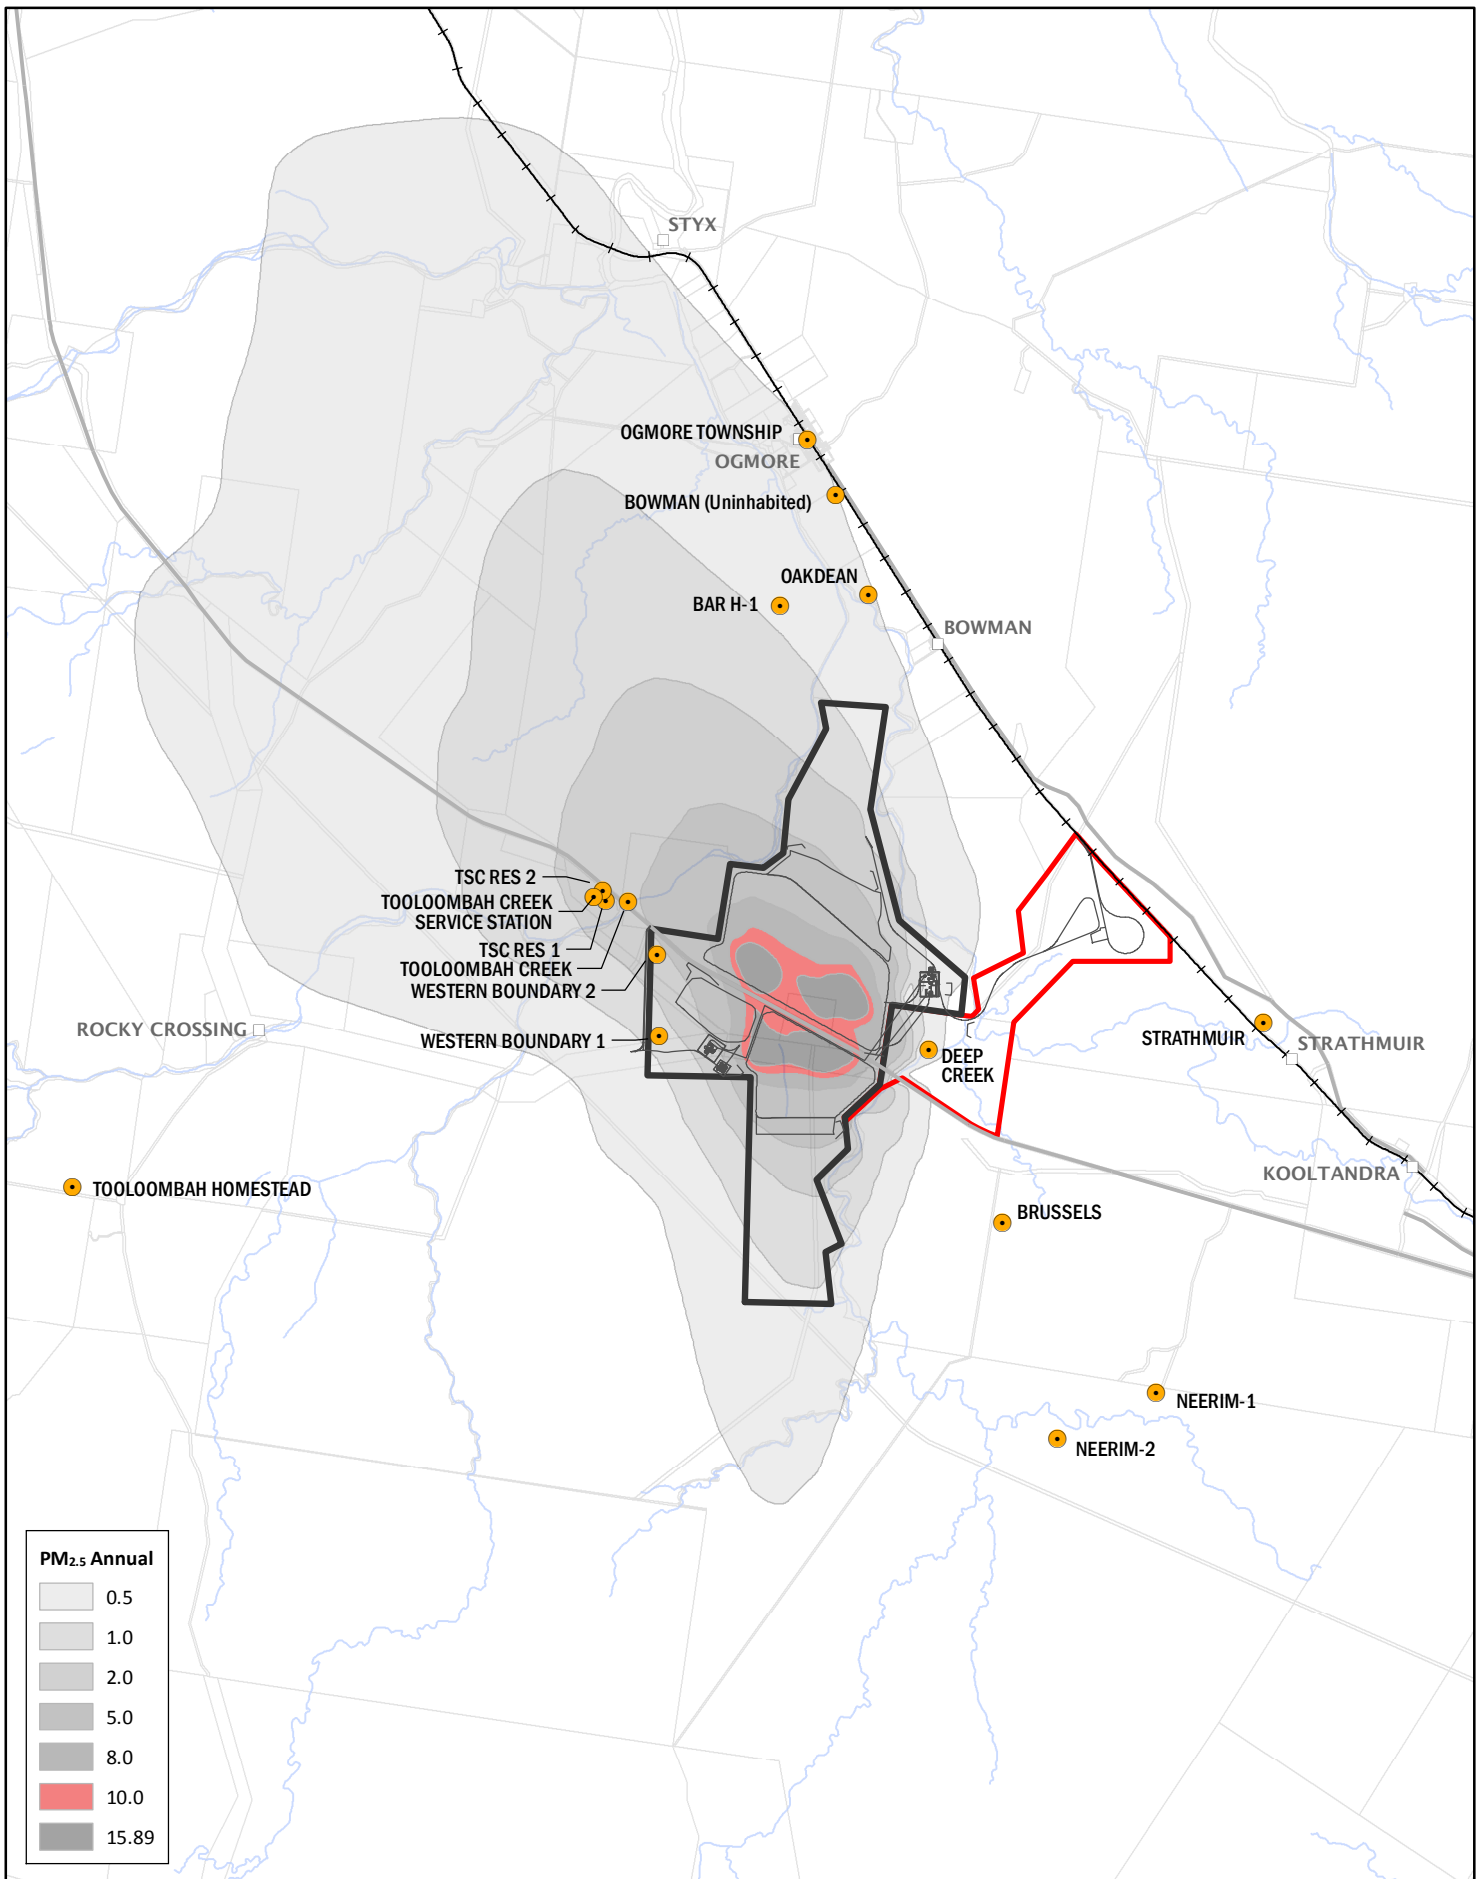 STYX
OGMORE TOWNSHIP
OGMORE
BOWMAN (Uninhabited)
OAKDEAN
BAR H-1
BOWMAN
TSC RES 2
TOOLOOMBAH CREEK
SERVICE STATION
TSC RES 1
TOOLOOMBAH CREEK
WESTERN BOUNDARY 2
ROCKY CROSSING
WESTERN BOUNDARY 1
DEEP
CREEK
STRATHMUIR
STRATHMUIR
KOOLTANDRA
TOOLOOMBAH HOMESTEAD
BRUSSELS
NEERIM-1
NEERIM-2
PM2.5 Annual
0.5
1.0
2.0
5.0
8.0
10.0
15.89